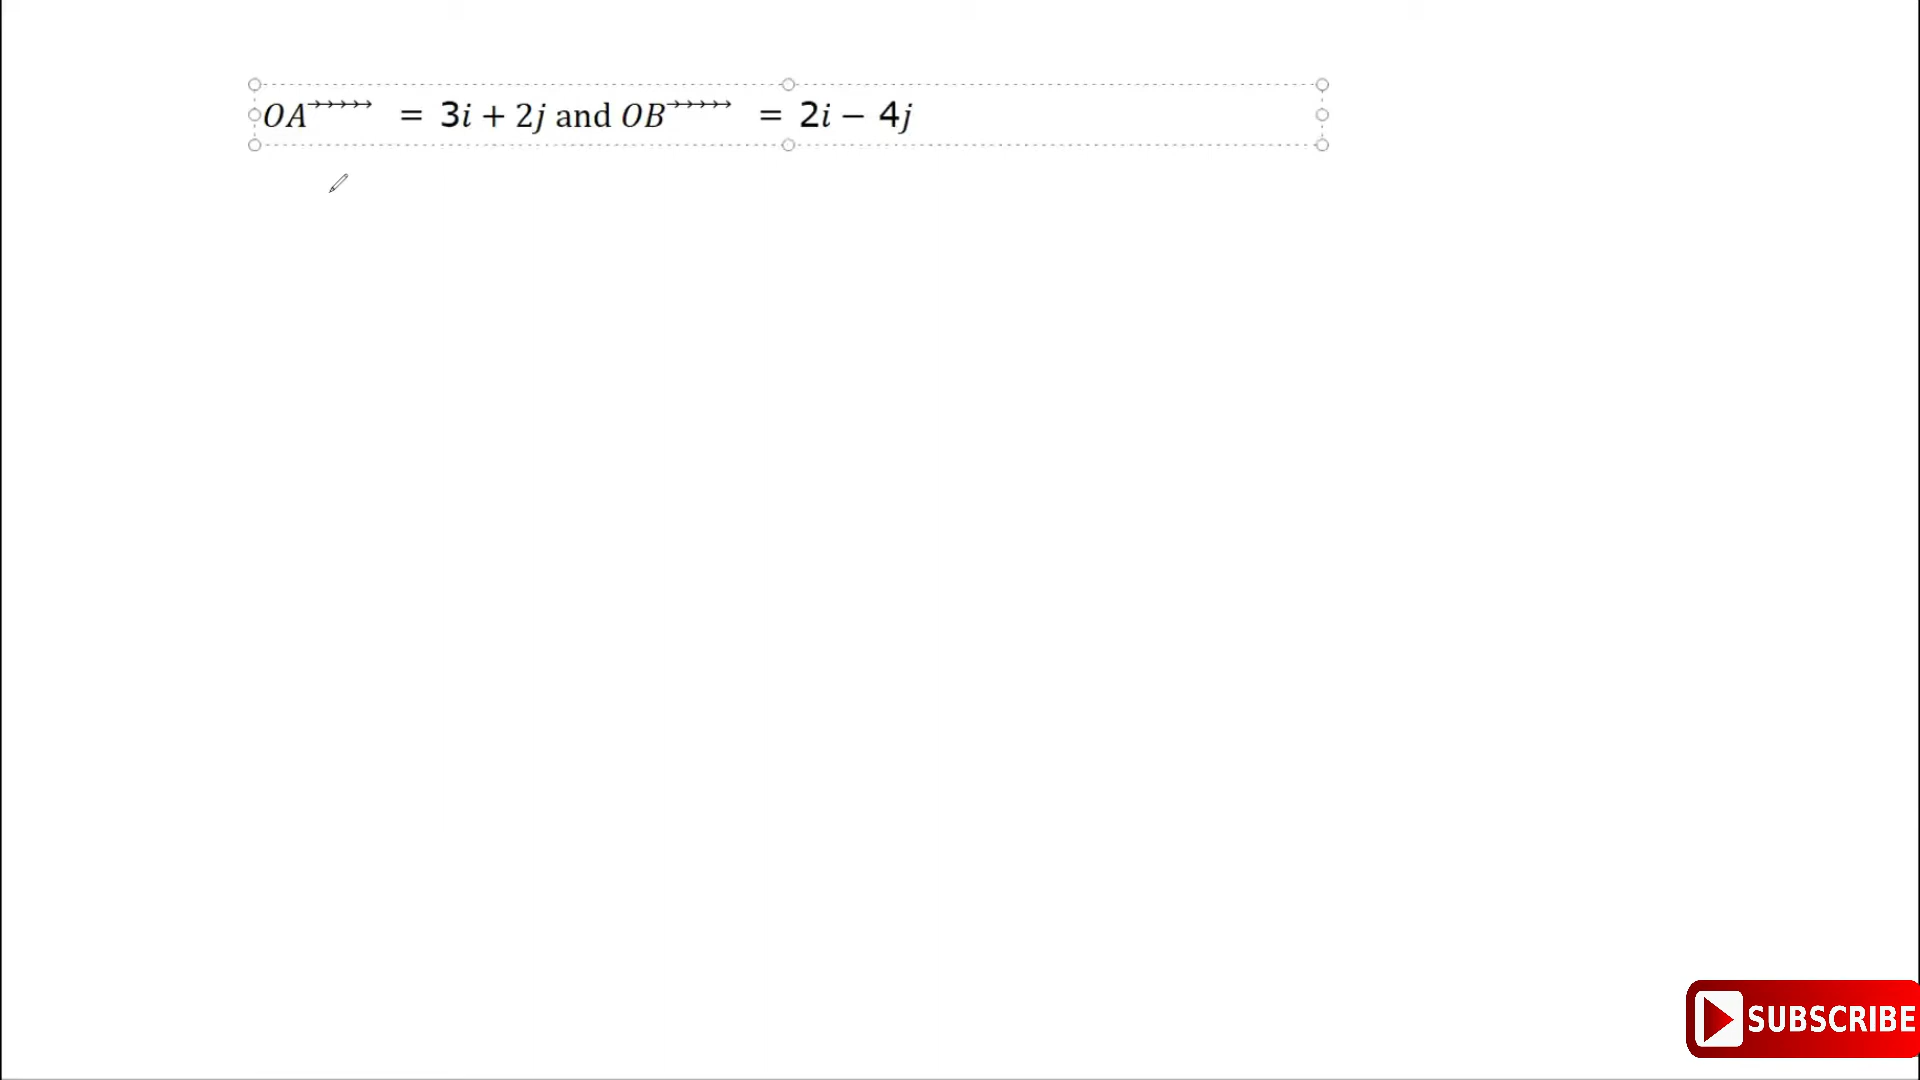 OA→→→→→ = 3i + 2j and OB→→→→→ = 2i − 4j
SUBSCRIBE